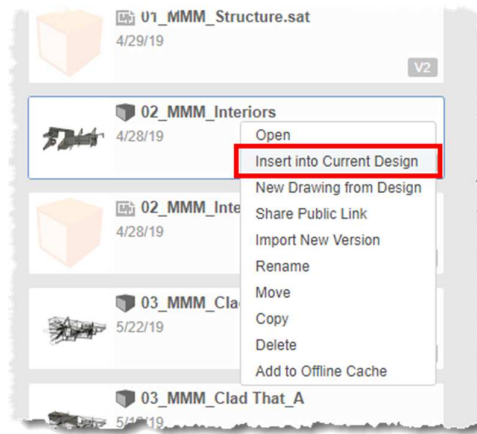 01_MMM_Structure.sat
4/29/19
V2
02_MMM_Interiors
4/28/19
Open
Insert into Current Design
New Drawing from Design
Share Public Link
Import New Version
Rename
Move
Copy
Delete
Add to Offline Cache
02_MMM_Inte
4/28/19
03_MMM_Cla
5/22/19
03_MMM_Clad That_A